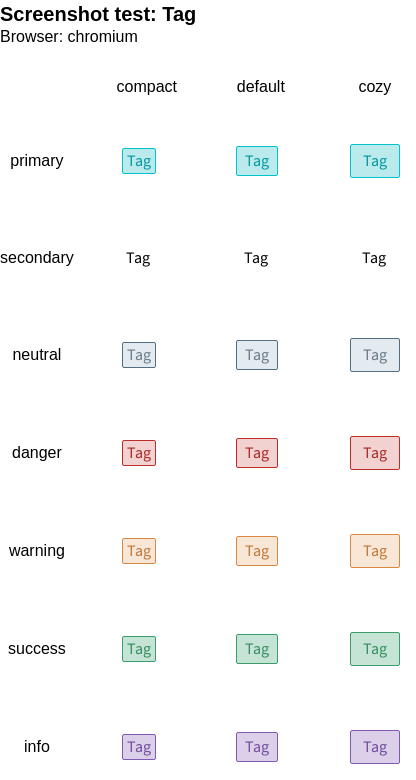 Screenshot test: Tag
Browser: chromium
compact default cozy
primary Tag Tag Tag
secondary Tag Tag Tag
neutral Tag Tag Tag
danger Tag Tag Tag
warning Tag Tag Tag
success Tag Tag Tag
info Tag Tag Tag